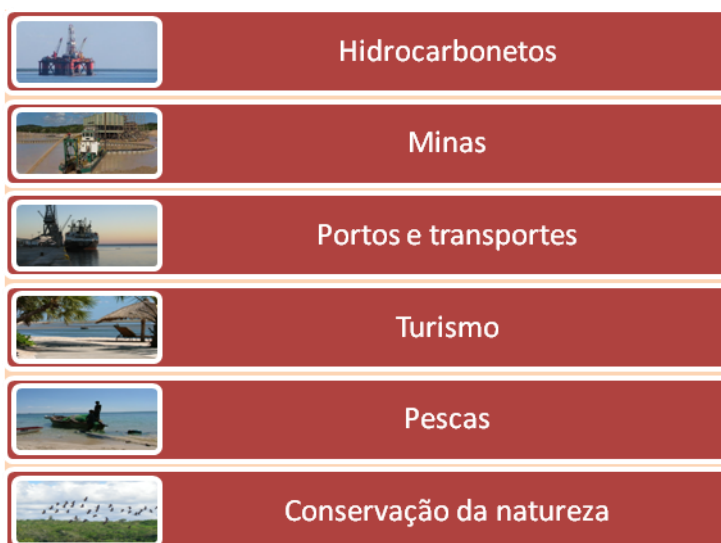 Hidrocarbonetos
Minas
Portos e transportes
Turismo
Pescas
Conservação da natureza